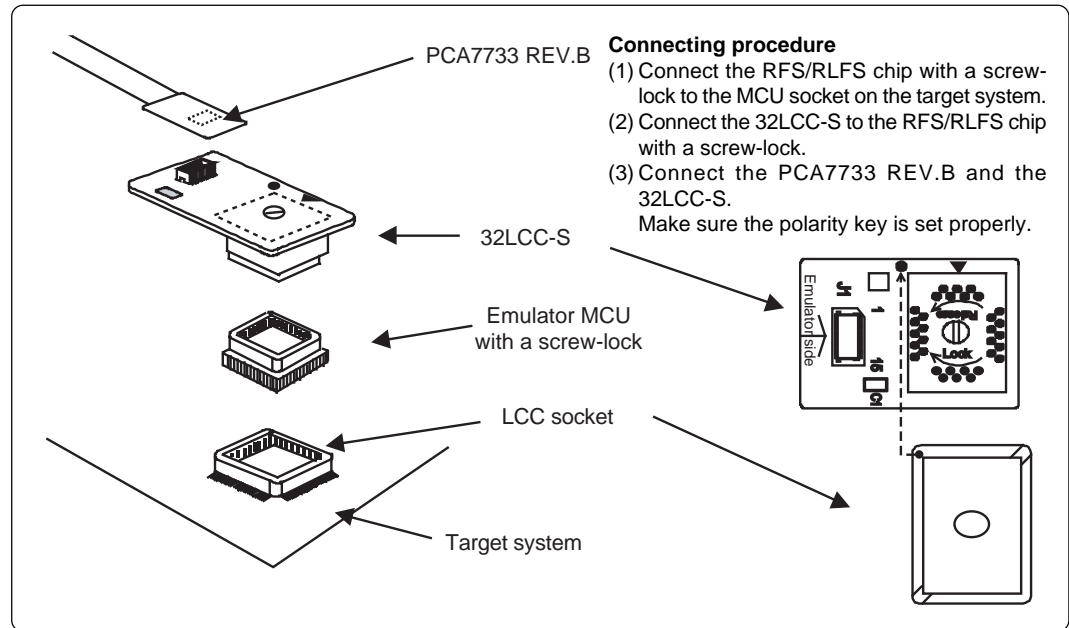 PCA7733 REV.B
Connecting procedure
(1) Connect the RFS/RLFS chip with a screw-
lock to the MCU socket on the target system.
(2) Connect the 32LCC-S to the RFS/RLFS chip
with a screw-lock.
(3) Connect the PCA7733 REV.B and the
32LCC-S.
Make sure the polarity key is set properly.
32LCC-S
Emulator MCU
with a screw-lock
LCC socket
Target system
Emulator side
J1
1
15
C1
Release
Lock